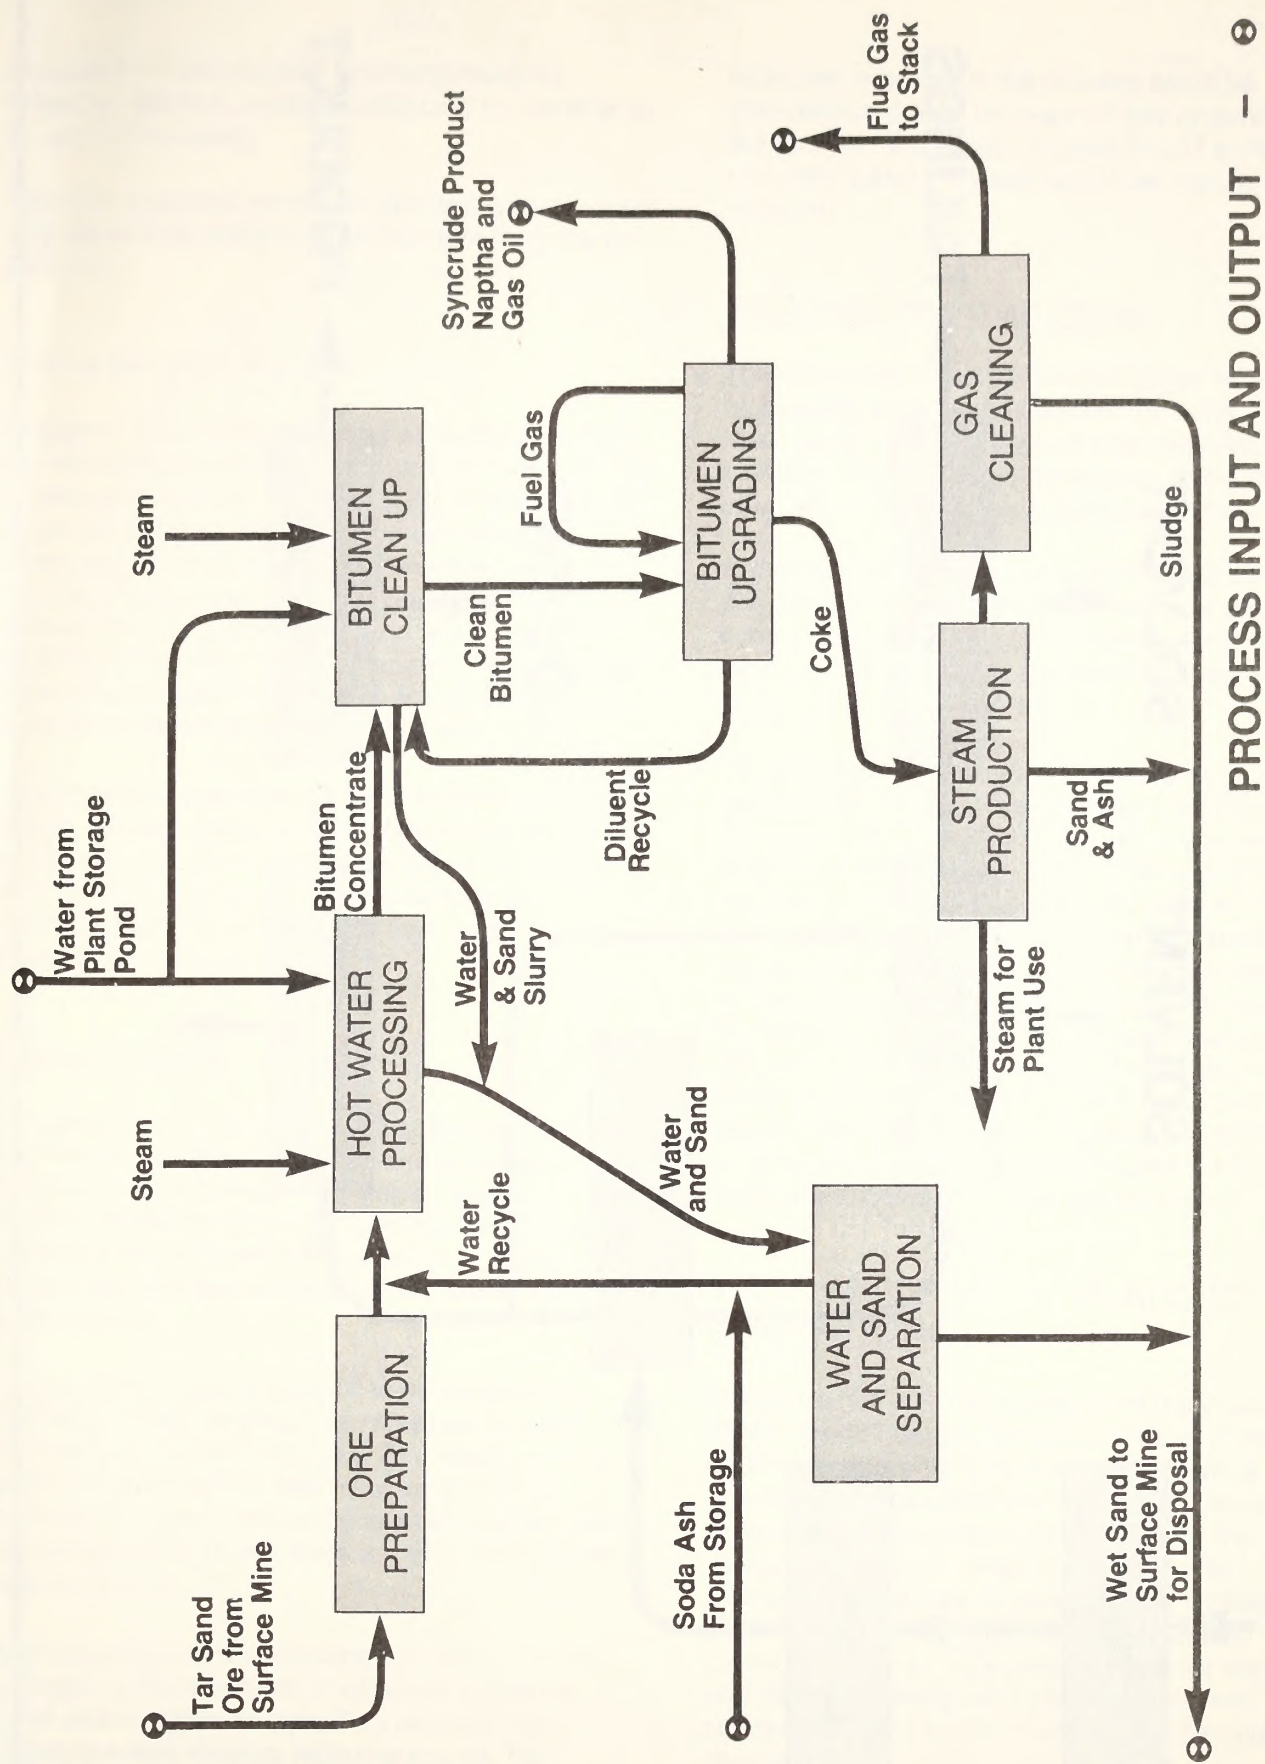 Water from
Plant Storage
Pond
Steam
Steam
Tar Sand
Ore from
Surface Mine
ORE
PREPARATION
HOT WATER
PROCESSING
Bitumen
Concentrate
BITUMEN
CLEAN UP
Water
Recycle
Water
& Sand
Slurry
Clean
Bitumen
Fuel Gas
Syncrude Product
Naptha and
Gas Oil
Diluent
Recycle
Water
and Sand
BITUMEN
UPGRADING
Soda Ash
From Storage
WATER
AND SAND
SEPARATION
Coke
Flue Gas
to Stack
STEAM
PRODUCTION
GAS
CLEANING
Steam for
Plant Use
Sand
& Ash
Sludge
Wet Sand to
Surface Mine
for Disposal
PROCESS INPUT AND OUTPUT –